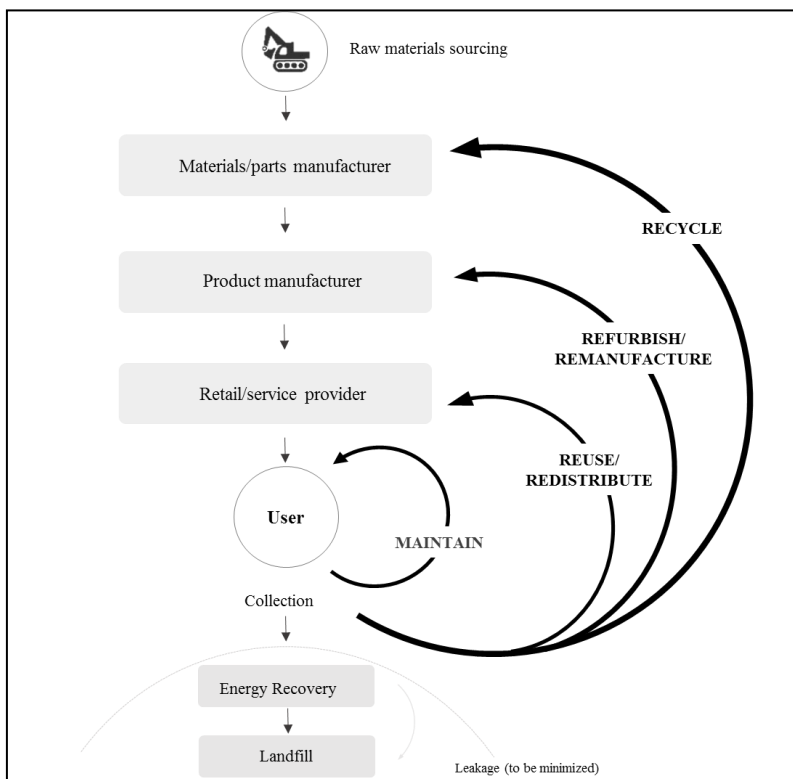 Raw materials sourcing
Materials/parts manufacturer
RECYCLE
Product manufacturer
REFURBISH/
REMANUFACTURE
Retail/service provider
REUSE/
REDISTRIBUTE
User
MAINTAIN
Collection
Energy Recovery
Landfill
Leakage (to be minimized)